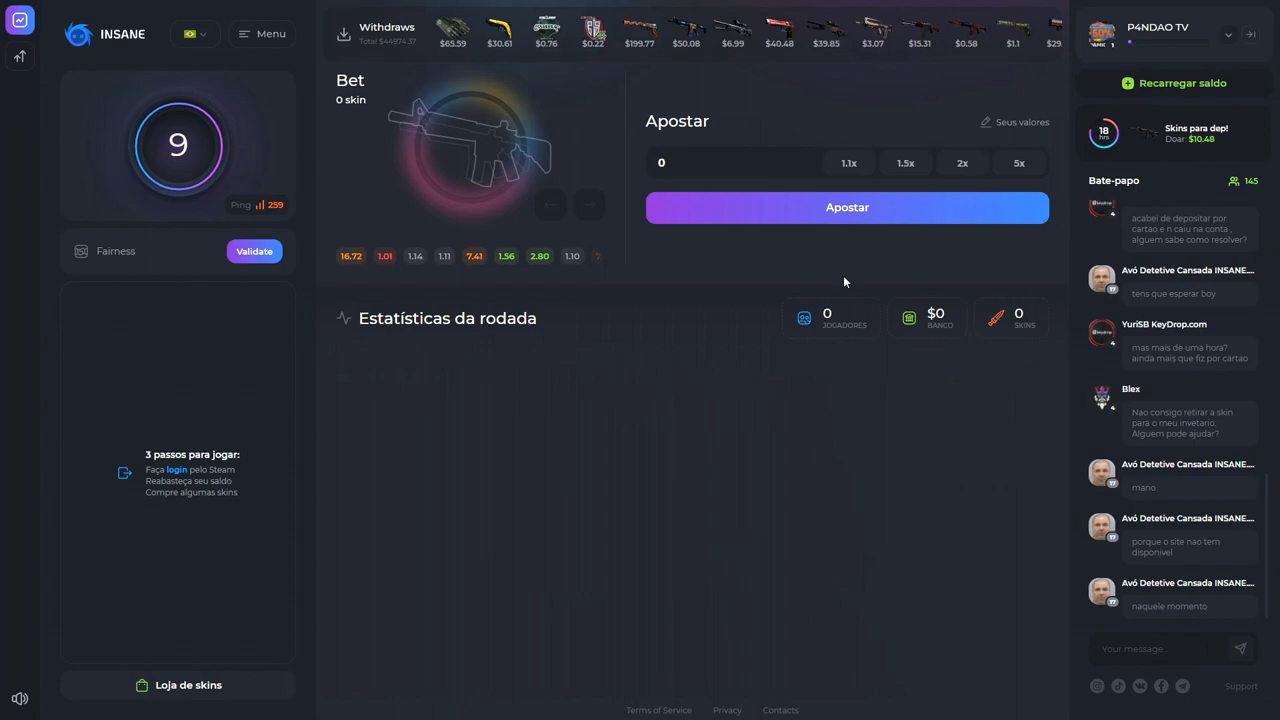 INSANE
Menu
9
Ping 259
Fairness
Validate
3 passos para jogar:
Faça login pelo Steam
Reabasteça seu saldo
Compre algumas skins
Loja de skins
Withdraws
Total $44974.37
$65.59
$30.61
$0.76
$0.22
$199.77
$50.08
$6.99
$40.48
$39.85
$3.07
$15.31
$0.58
$1.1
$29
Bet
0 skin
16.72
1.01
1.14
1.11
7.41
1.56
2.80
1.10
Apostar
Seus valores
0
1.1x
1.5x
2x
5x
Apostar
Estatísticas da rodada
0
JOGADORES
$0
BANCO
0
SKINS
Terms of Service
Privacy
Contacts
P4NDAO TV
Recarregar saldo
18
hrs
Skins para dep!
Doar: $10.48
Bate-papo
145
acabei de depositar por
cartao e n caiu na conta ,
alguem sabe como resolver?
Avó Detetive Cansada INSANE....
tens que esperar boy
YuriSB KeyDrop.com
mas mais de uma hora?
ainda mais que fiz por cartao
Blex
Nao consigo retirar a skin
para o meu invetario.
Alguem pode ajudar?
Avó Detetive Cansada INSANE....
mano
Avó Detetive Cansada INSANE....
porque o site nao tem
disponivel
Avó Detetive Cansada INSANE....
naquele momento
Your message...
Support